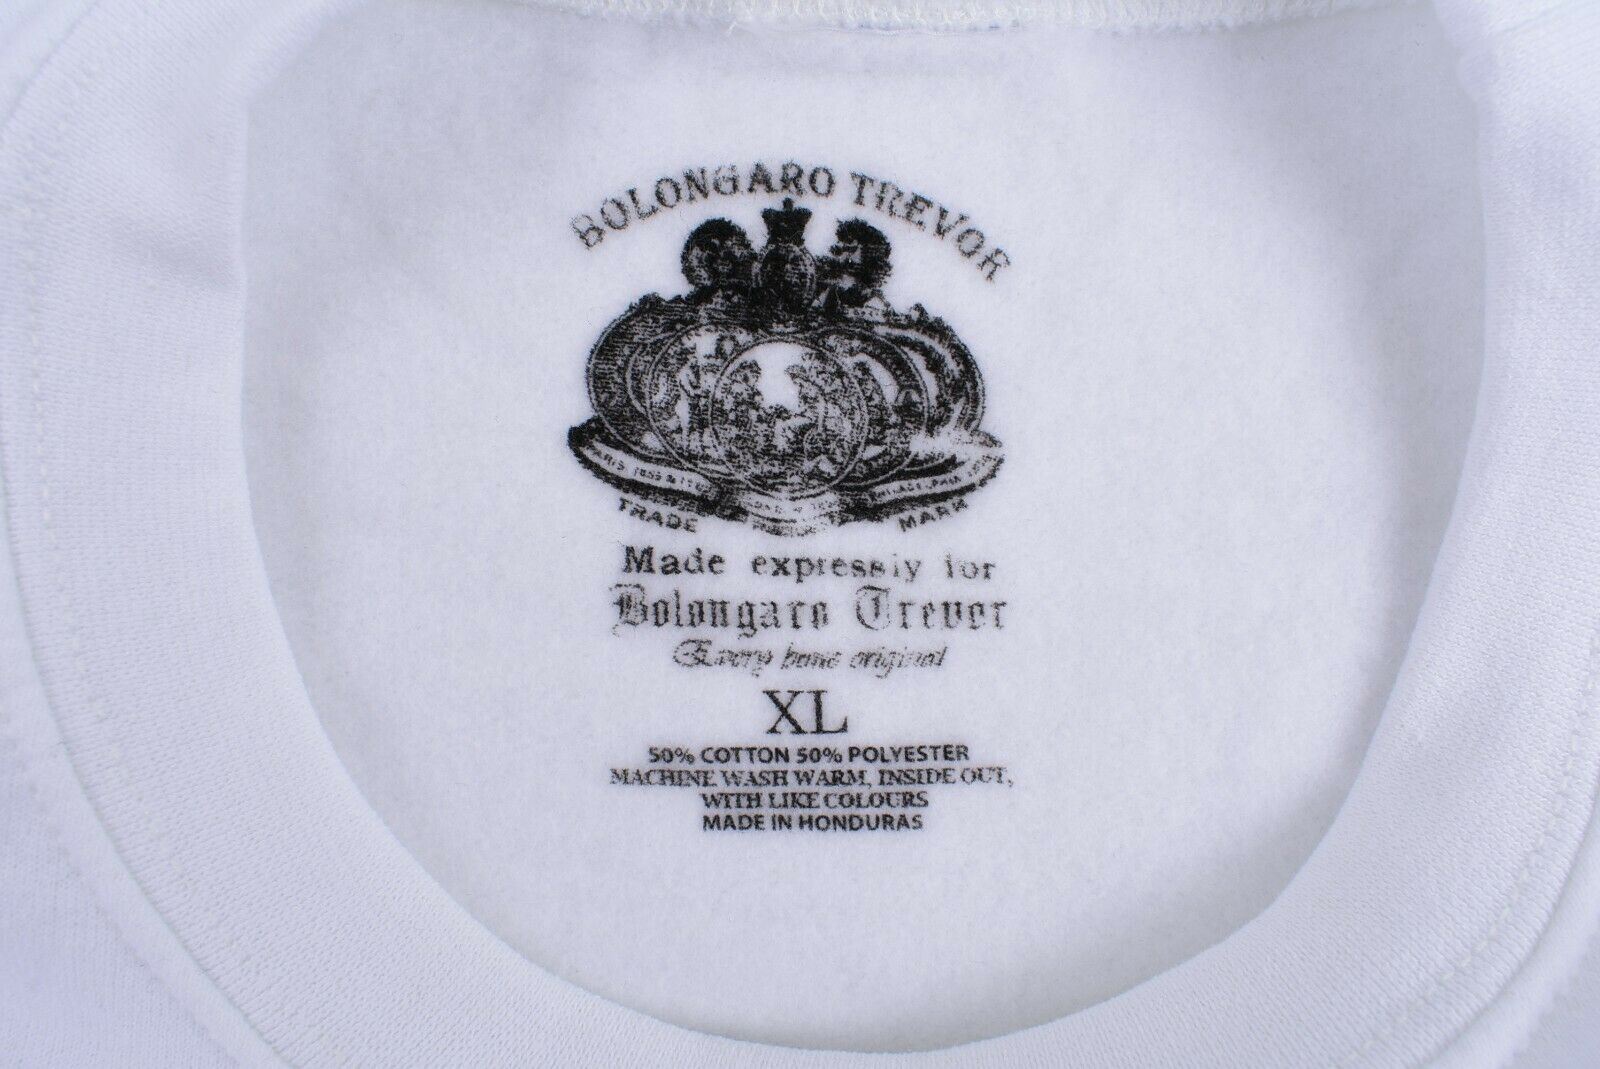 BOLONGARO TREVOR
TRADE MARK
Made expressly for
Bolongaro Trevor
Every bone original
XL
50% COTTON 50% POLYESTER
MACHINE WASH WARM, INSIDE OUT,
WITH LIKE COLOURS
MADE IN HONDURAS